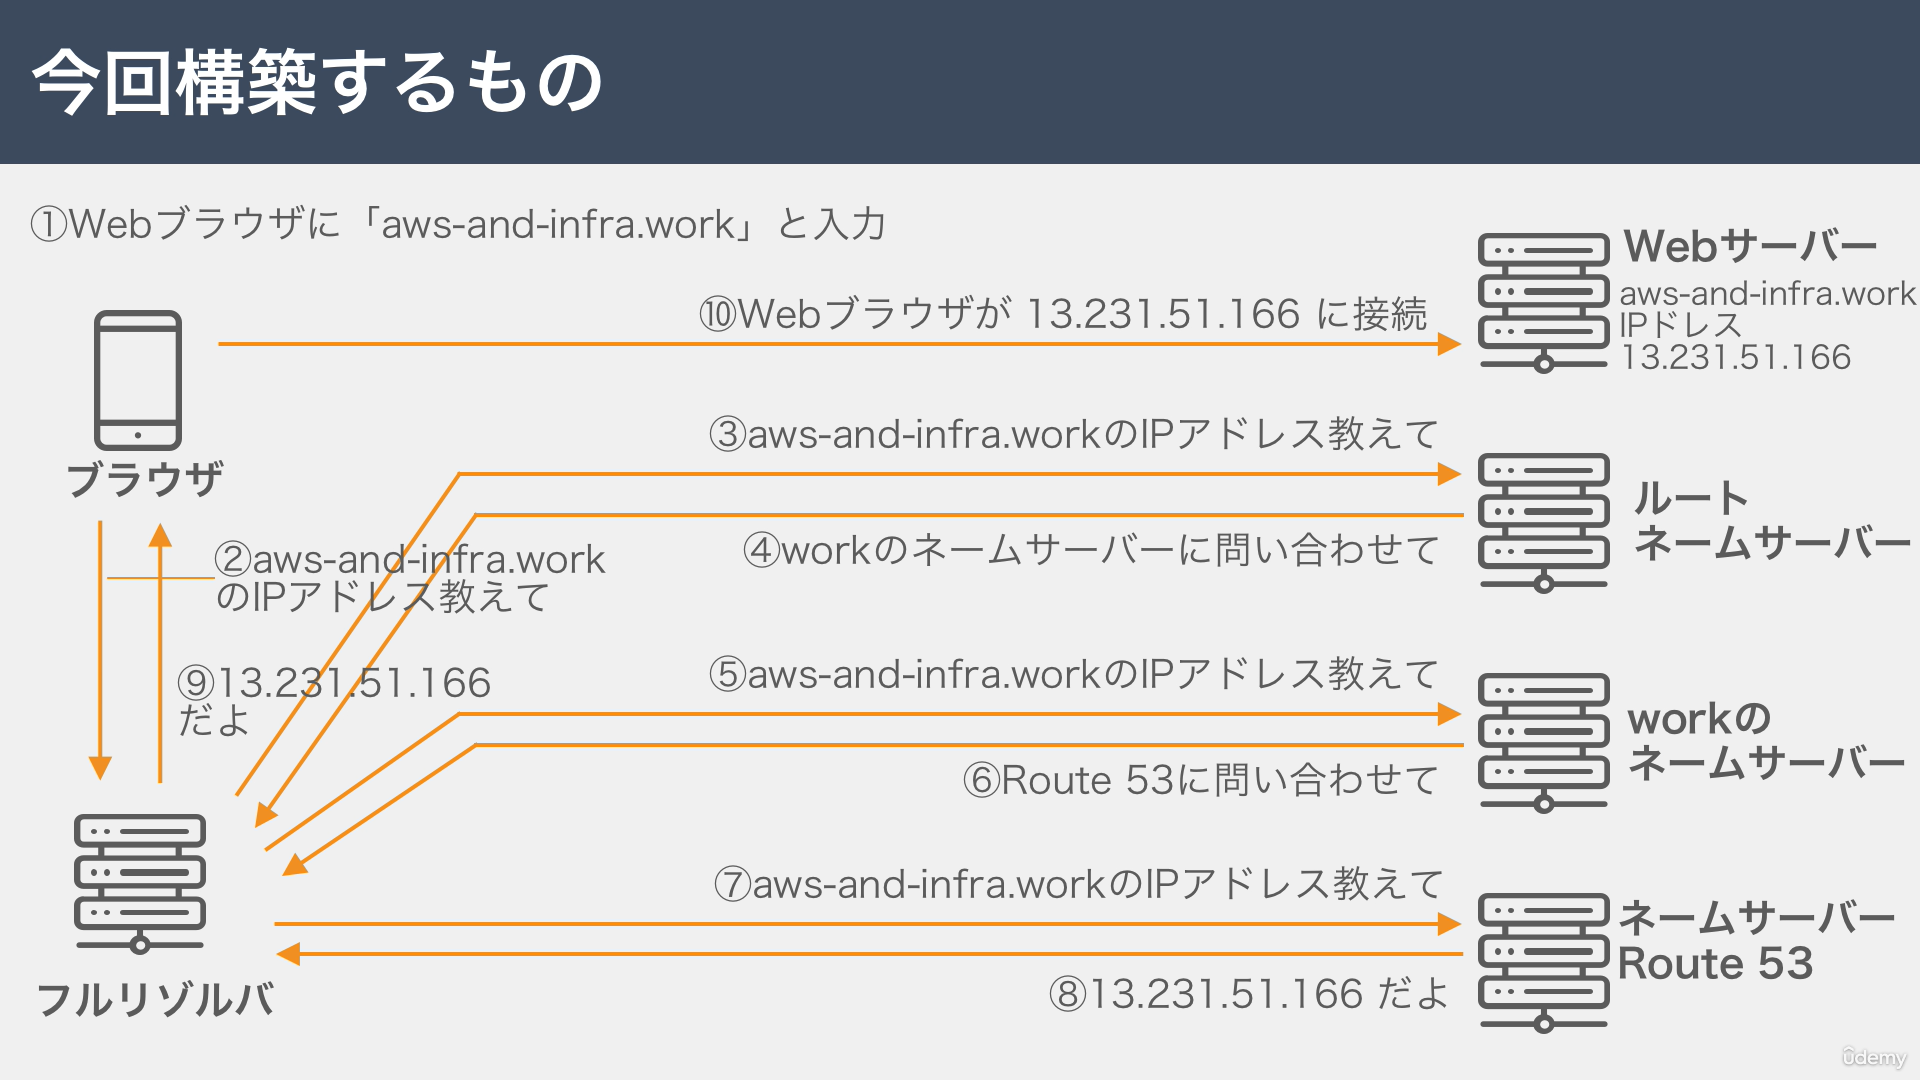 今回構築するもの
①Webブラウザに「aws-and-infra.work」と入力
⑩Webブラウザが 13.231.51.166 に接続
Webサーバー
aws-and-infra.work
IPドレス
13.231.51.166
ブラウザ
③aws-and-infra.workのIPアドレス教えて
④workのネームサーバーに問い合わせて
ルート
ネームサーバー
②aws-and-infra.work
のIPアドレス教えて
⑨13.231.51.166
だよ
⑤aws-and-infra.workのIPアドレス教えて
⑥Route 53に問い合わせて
workの
ネームサーバー
フルリゾルバ
⑦aws-and-infra.workのIPアドレス教えて
⑧13.231.51.166 だよ
ネームサーバー
Route 53
udemy